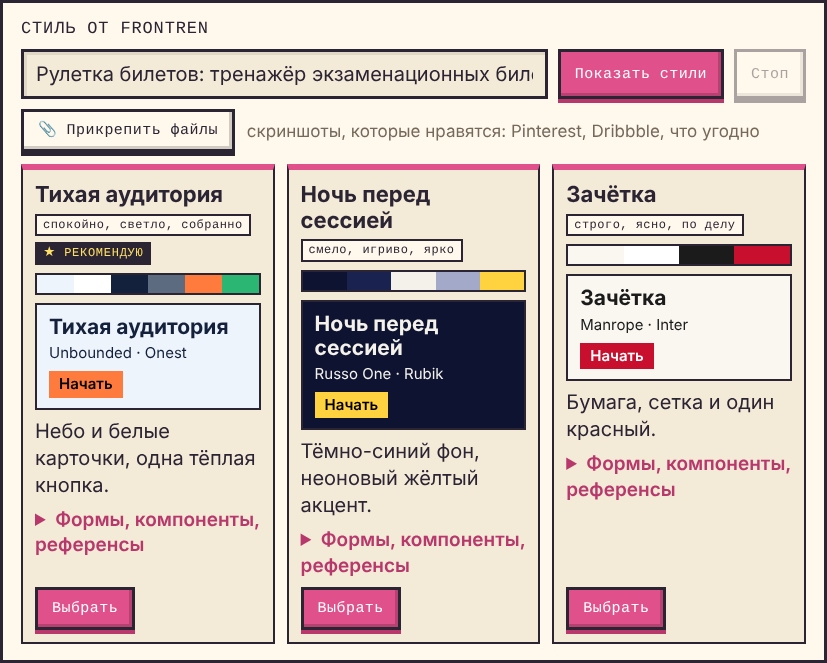 СТИЛЬ ОТ FRONTREN
Рулетка билетов: тренажёр экзаменационных бил
Показать стили
Стоп
📎 Прикрепить файлы
скриншоты, которые нравятся: Pinterest, Dribbble, что угодно
Тихая аудитория
спокойно, светло, собранно
★ РЕКОМЕНДУЮ
Тихая аудитория
Unbounded · Onest
Начать
Небо и белые
карточки, одна тёплая
кнопка.
▶ Формы, компоненты,
референсы
Выбрать
Ночь перед
сессией
смело, игриво, ярко
Ночь перед
сессией
Russo One · Rubik
Начать
Тёмно-синий фон,
неоновый жёлтый
акцент.
▶ Формы, компоненты,
референсы
Выбрать
Зачётка
строго, ясно, по делу
Зачётка
Manrope · Inter
Начать
Бумага, сетка и один
красный.
▶ Формы, компоненты,
референсы
Выбрать